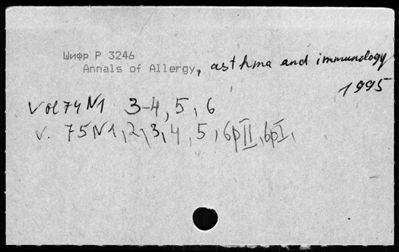 Шифр Р 3246
Annals of Allergy, asthma and immunology
1995
Vol 74 N1 3-4, 5, 6
v. 75 N1, 2, 3, 4, 5, 6pII, 6pI,